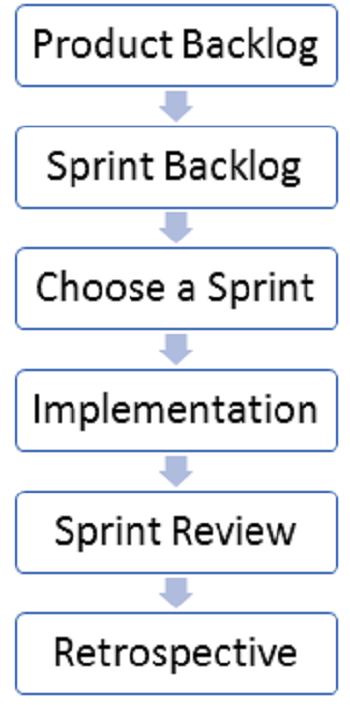 Product Backlog
Sprint Backlog
Choose a Sprint
Implementation
Sprint Review
Retrospective